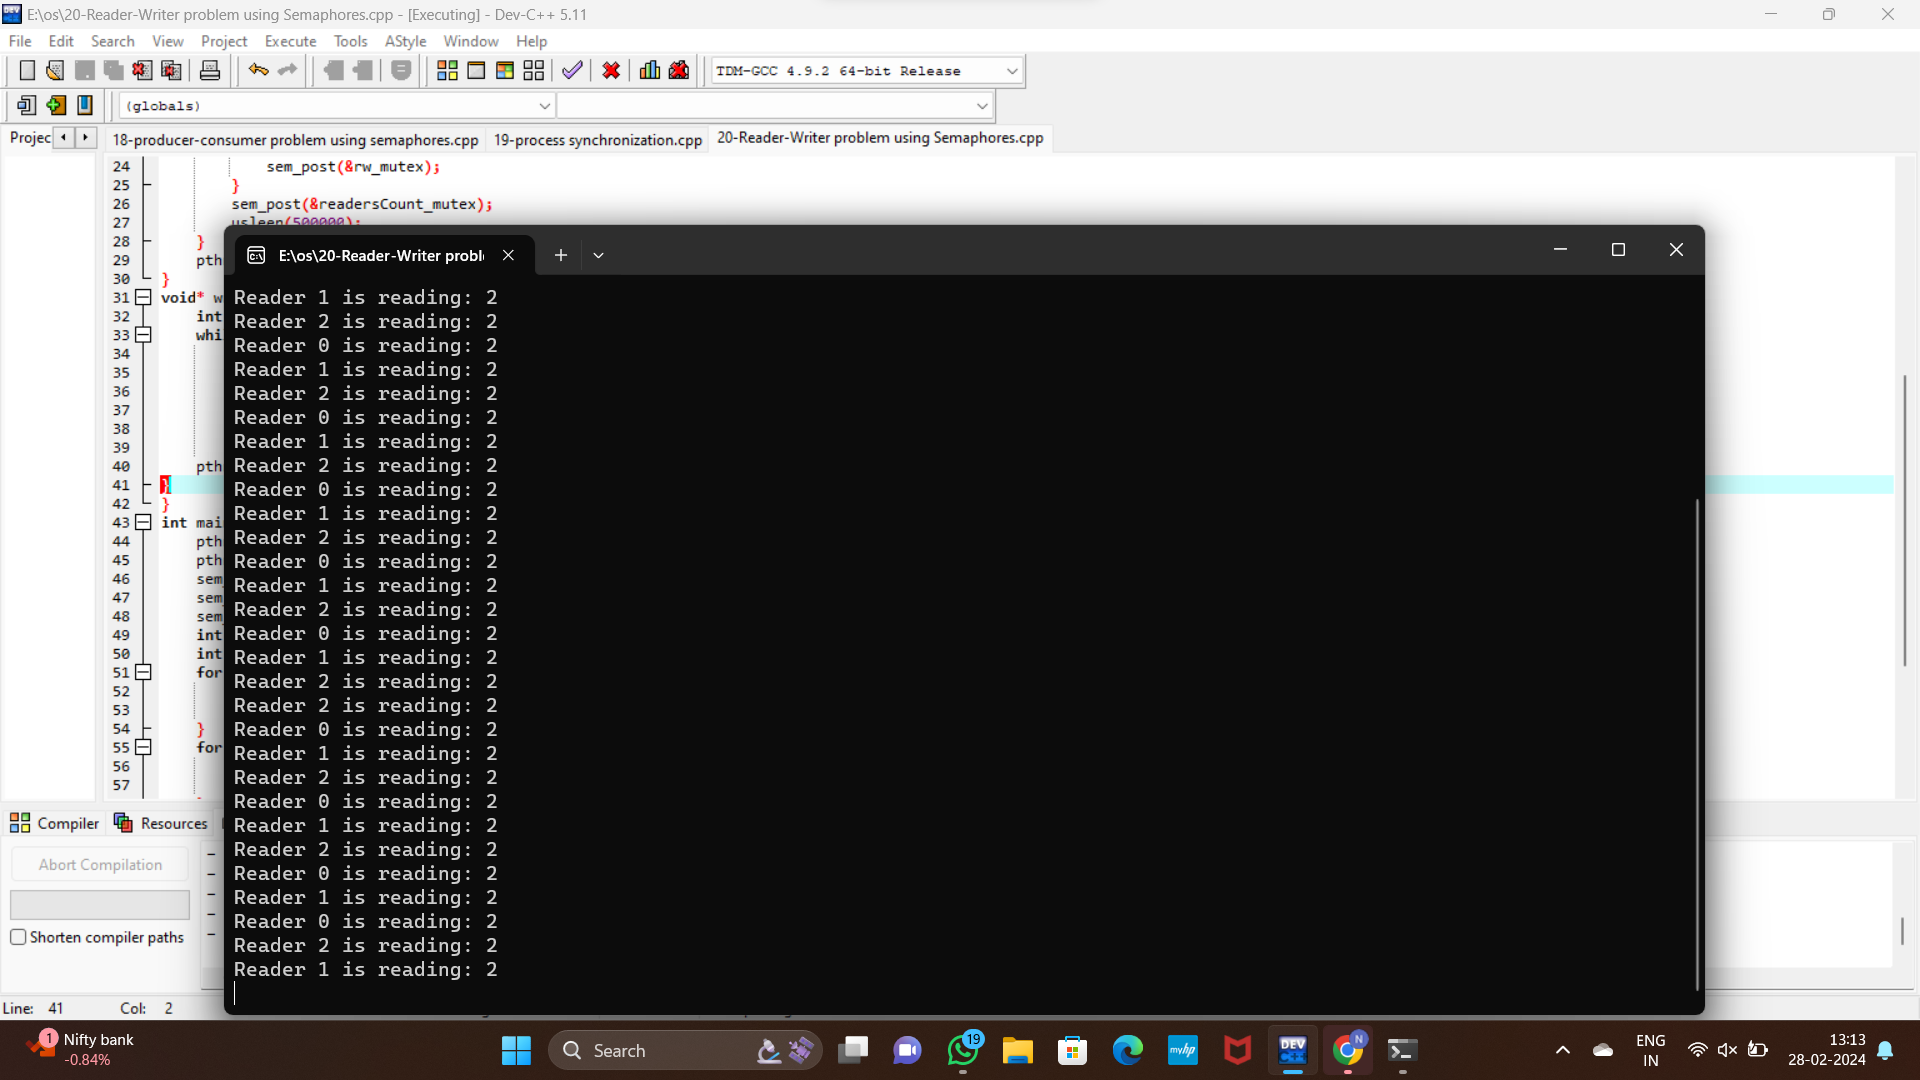 E:\os\20-Reader-Writer problem using Semaphores.cpp - [Executing] - Dev-C++ 5.11
File Edit Search View Project Execute Tools AStyle Window Help
TDM-GCC 4.9.2 64-bit Release
(globals)
Projec
18-producer-consumer problem using semaphores.cpp 19-process synchronization.cpp 20-Reader-Writer problem using Semaphores.cpp
24 sem_post(&rw_mutex);
25 }
26 sem_post(&readersCount_mutex);
27 usleep(500000);
28 }
29 pth
30 }
31 void* w
32 int
33 whi
34
35
36
37
38
39
40 pth
41 }
42 }
43 int mai
44 pth
45 pth
46 sem
47 sem
48 sem
49 int
50 int
51 for
52
53
54 }
55 for
56
57
E:\os\20-Reader-Writer probl
Reader 1 is reading: 2
Reader 2 is reading: 2
Reader 0 is reading: 2
Reader 1 is reading: 2
Reader 2 is reading: 2
Reader 0 is reading: 2
Reader 1 is reading: 2
Reader 2 is reading: 2
Reader 0 is reading: 2
Reader 1 is reading: 2
Reader 2 is reading: 2
Reader 0 is reading: 2
Reader 1 is reading: 2
Reader 2 is reading: 2
Reader 0 is reading: 2
Reader 1 is reading: 2
Reader 2 is reading: 2
Reader 2 is reading: 2
Reader 0 is reading: 2
Reader 1 is reading: 2
Reader 2 is reading: 2
Reader 0 is reading: 2
Reader 1 is reading: 2
Reader 2 is reading: 2
Reader 0 is reading: 2
Reader 1 is reading: 2
Reader 0 is reading: 2
Reader 2 is reading: 2
Reader 1 is reading: 2
Compiler Resources
Abort Compilation
Shorten compiler paths
Line: 41 Col: 2
1 Nifty bank
-0.84%
Search
19
myhp
DEV C++
N
ENG
IN
13:13
28-02-2024